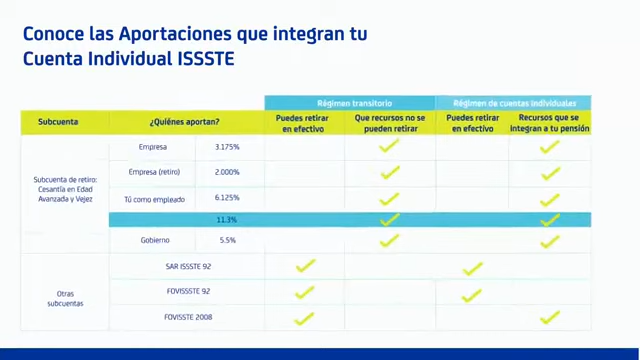 Conoce las Aportaciones que integran tu
Cuenta Individual ISSSTE
Régimen transitorio
Régimen de cuentas individuales
Subcuenta
¿Quiénes aportan?
Puedes retirar
en efectivo
Que recursos no se
pueden retirar
Puedes retirar
en efectivo
Recursos que se
integran a tu pensión
Subcuenta de retiro:
Cesantía en Edad
Avanzada y Vejez
Empresa 3.175%
Empresa (retiro) 2.000%
Tú como empleado 6.125%
11.3%
Gobierno 5.5%
Otras
subcuentas
SAR ISSSTE 92
FOVISSSTE 92
FOVISSTE 2008